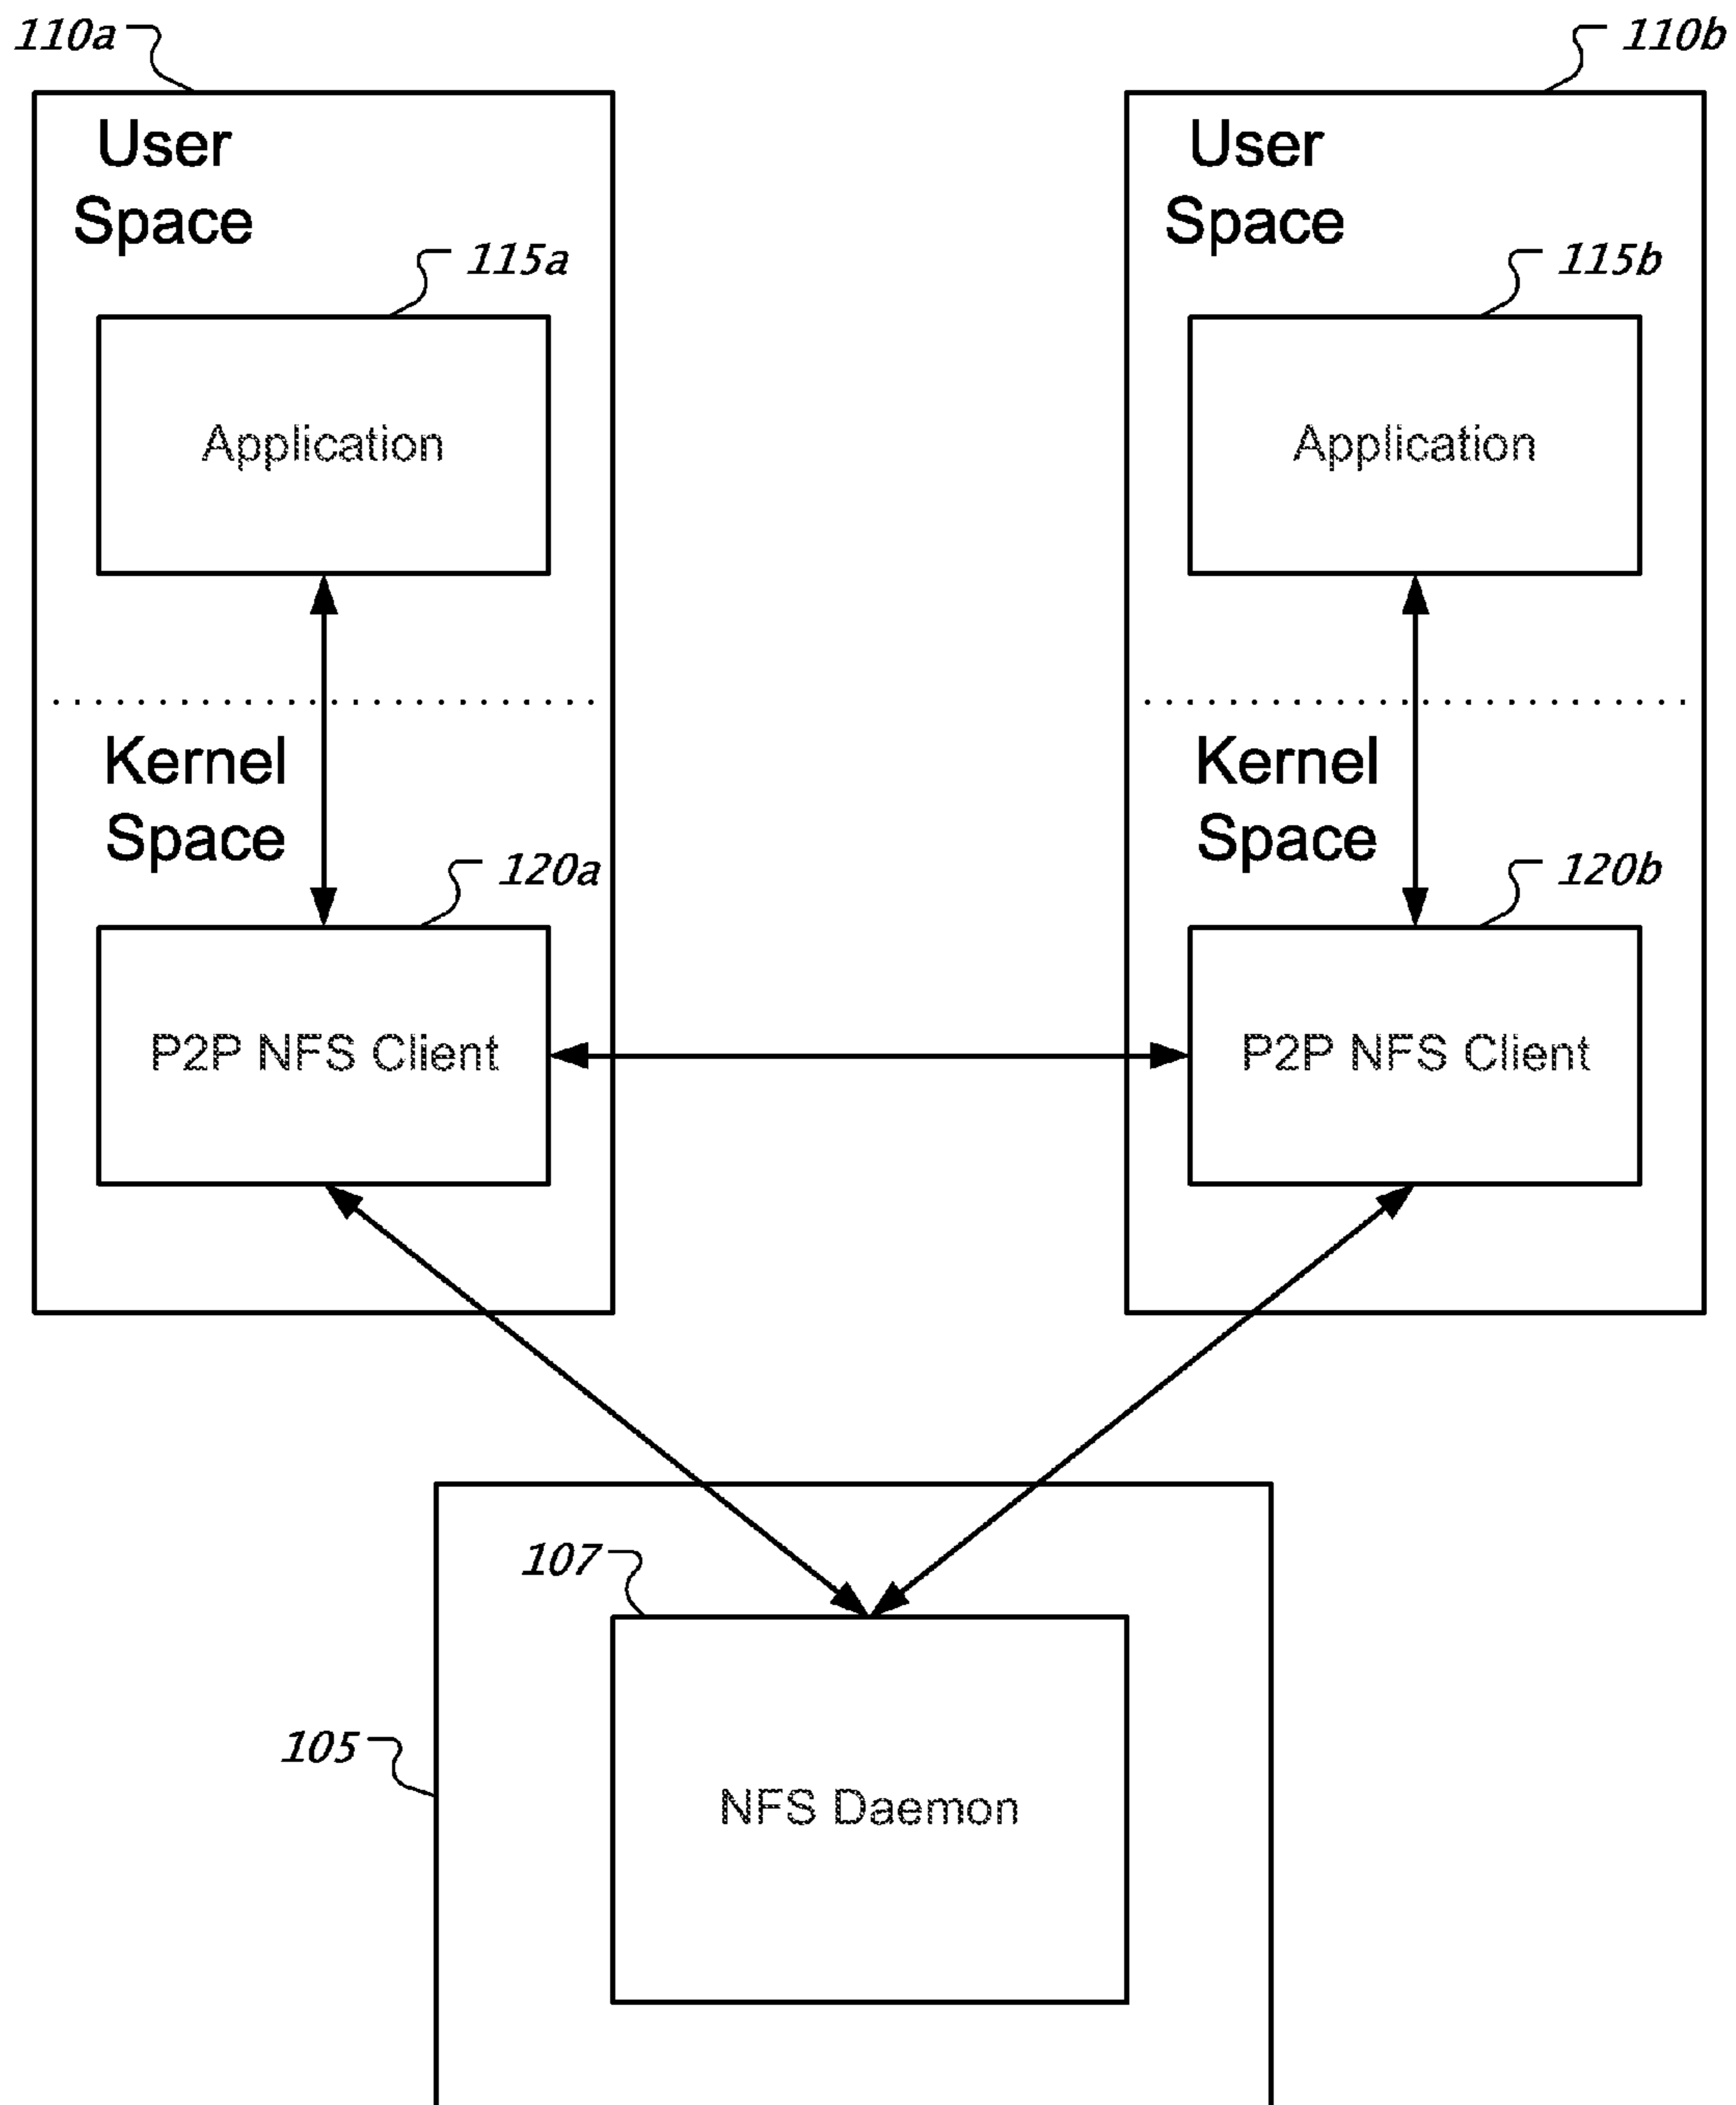 110a
110b
User
Space
User
Space
115a
115b
Application
Application
Kernel
Space
Kernel
Space
120a
120b
P2P NFS Client
P2P NFS Client
107
105
NFS Daemon